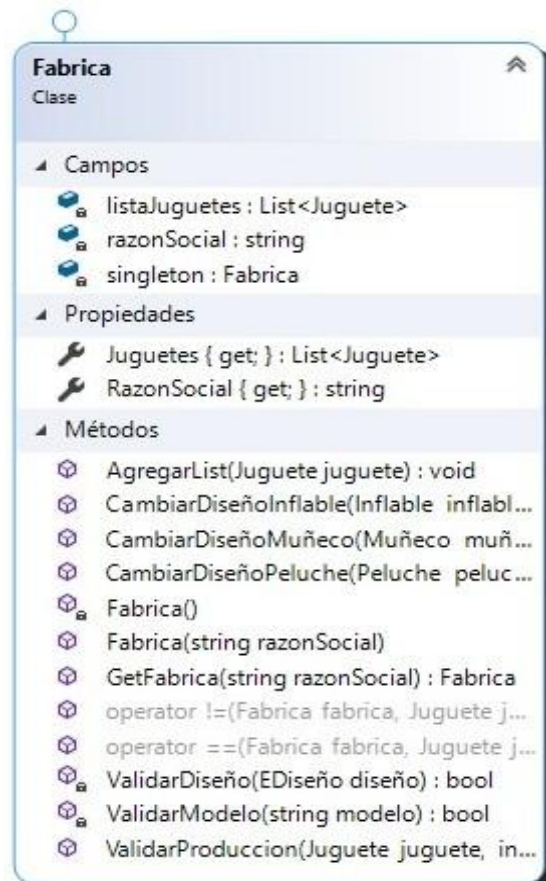 Fabrica
Clase
Campos
listaJuguetes : List<Juguete>
razonSocial : string
singleton : Fabrica
Propiedades
Juguetes { get; } : List<Juguete>
RazonSocial { get; } : string
Métodos
AgregarList(Juguete juguete) : void
CambiarDiseñoInflable(Inflable inflabl...
CambiarDiseñoMuñeco(Muñeco muñ...
CambiarDiseñoPeluche(Peluche peluc...
Fabrica()
Fabrica(string razonSocial)
GetFabrica(string razonSocial) : Fabrica
operator !=(Fabrica fabrica, Juguete j...
operator ==(Fabrica fabrica, Juguete j...
ValidarDiseño(EDiseño diseño) : bool
ValidarModelo(string modelo) : bool
ValidarProduccion(Juguete juguete, in...